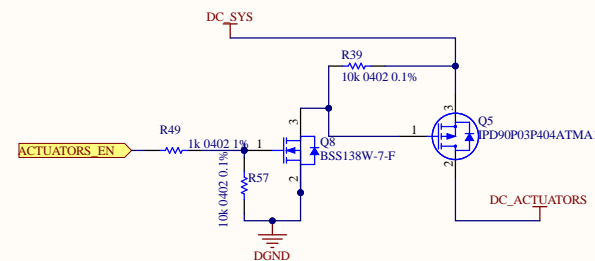 DC_SYS
R39
10k 0402 0.1%
3
3
Q5
IPD90P03P404ATMA1
R49
1k 0402 1%
1
Q8
BSS138W-7-F
1
ACTUATORS_EN
10k 0402 0.1%
R57
2
2
DC_ACTUATORS
DGND